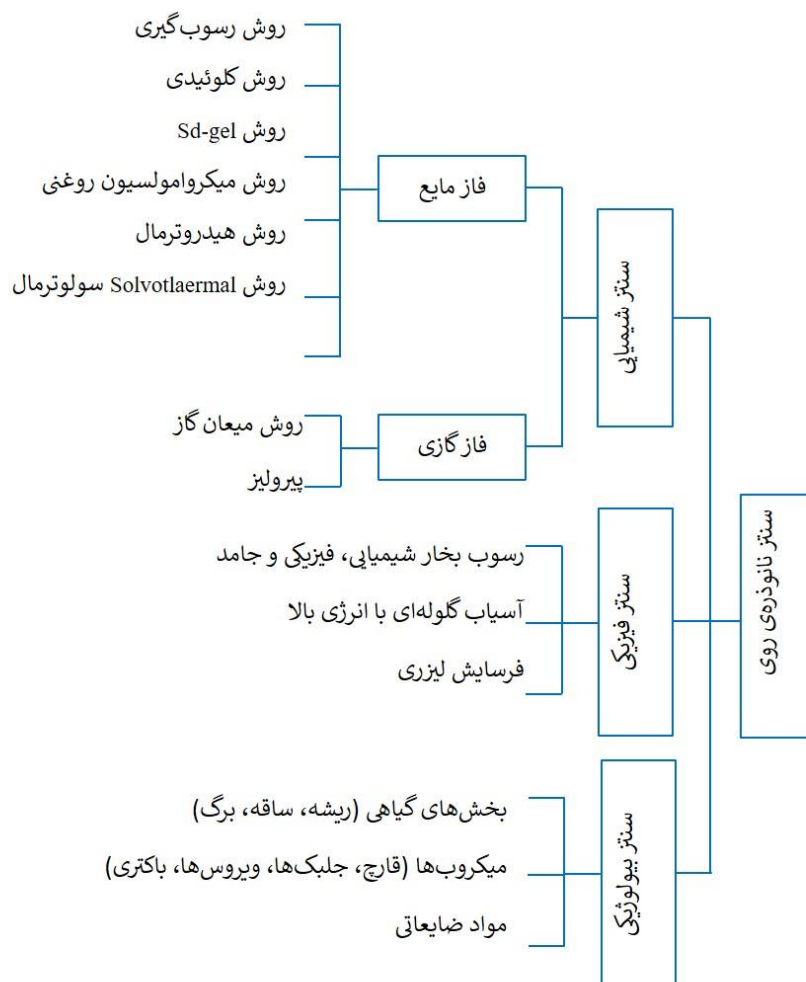 سنتز نانوذره‌ی روی
سنتز شیمیایی
فاز مایع
روش رسوب‌گیری
روش کلوئیدی
روش Sd-gel
روش میکروامولسیون روغنی
روش هیدروترمال
روش Solvotlaermal سولوترمال
فاز گازی
روش میعان گاز
پیرولیز
سنتز فیزیکی
رسوب بخار شیمیایی، فیزیکی و جامد
آسیاب گلوله‌ای با انرژی بالا
فرسایش لیزری
سنتز بیولوژیکی
بخش‌های گیاهی (ریشه، ساقه، برگ)
میکروب‌ها (قارچ، جلبک‌ها، ویروس‌ها، باکتری)
مواد ضایعاتی